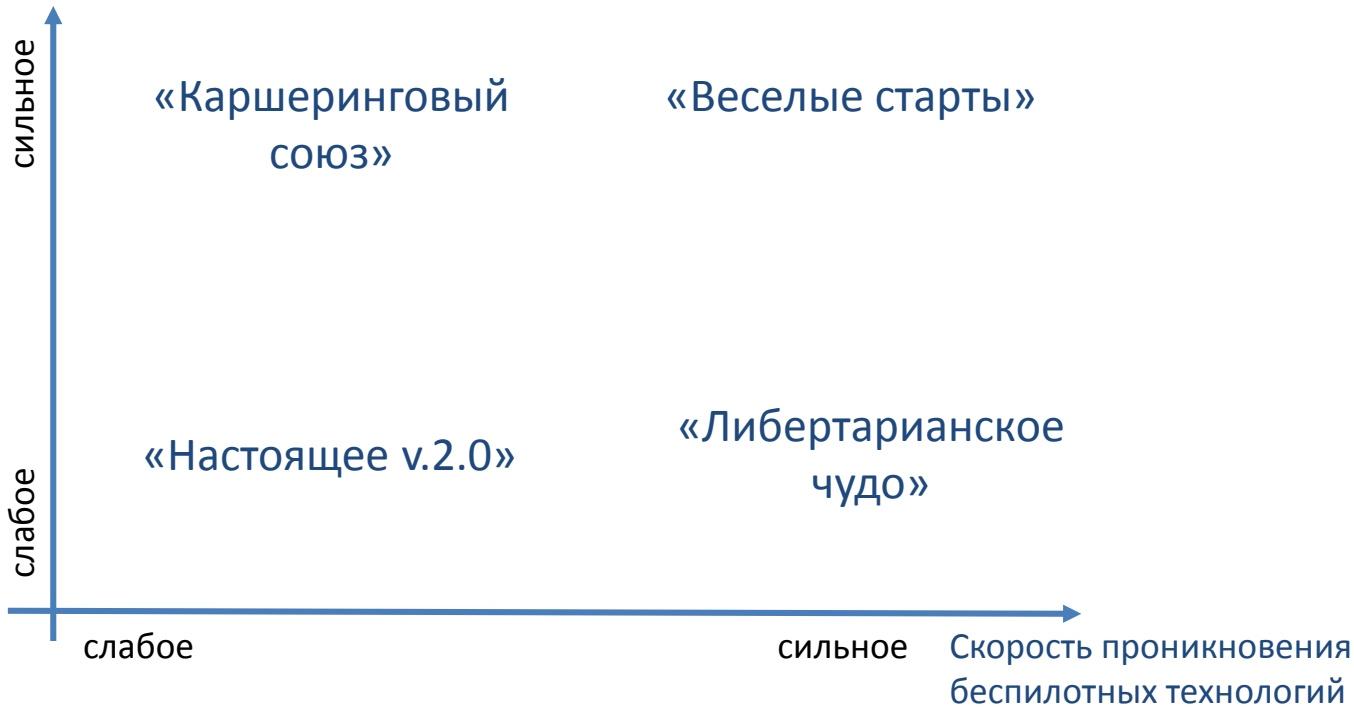 сильное
«Каршеринговый
союз»
«Веселые старты»
слабое
«Настоящее v.2.0»
«Либертарианское
чудо»
слабое
сильное
Скорость проникновения
беспилотных технологий